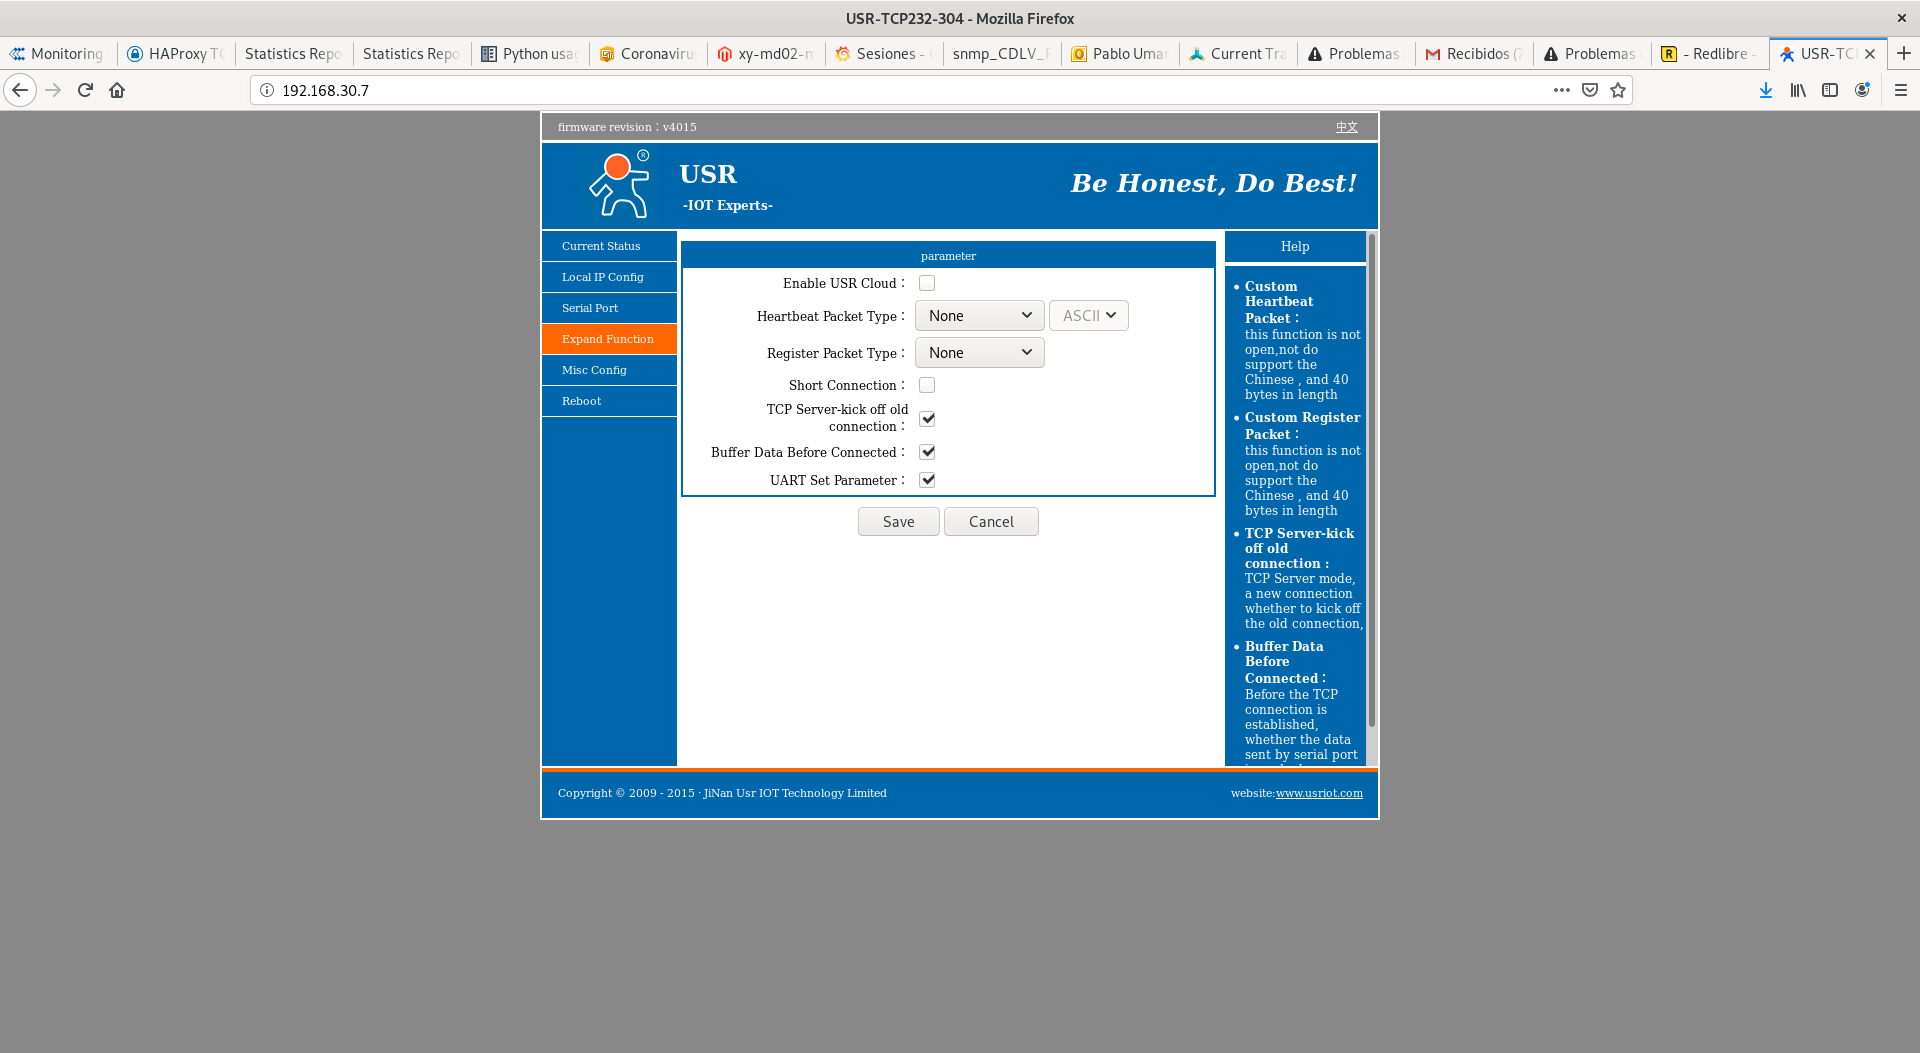 USR-TCP232-304 - Mozilla Firefox
Monitoring
HAProxy TC
Statistics Repo
Statistics Repo
Python usag
Coronavirus
xy-md02-m
Sesiones -
snmp_CDLV_
Pablo Umar
Current Tra
Problemas
Recibidos (
Problemas
- Redlibre -
USR-TC
192.168.30.7
firmware revision：v4015
中文
®
USR
-IOT Experts-
Be Honest, Do Best!
Current Status
Local IP Config
Serial Port
Expand Function
Misc Config
Reboot
parameter
Enable USR Cloud：
Heartbeat Packet Type： None ASCII
Register Packet Type： None
Short Connection：
TCP Server-kick off old
connection：
Buffer Data Before Connected：
UART Set Parameter：
Save Cancel
Help
• Custom
Heartbeat
Packet：
this function is not
open,not do
support the
Chinese , and 40
bytes in length
• Custom Register
Packet：
this function is not
open,not do
support the
Chinese , and 40
bytes in length
• TCP Server-kick
off old
connection :
TCP Server mode,
a new connection
whether to kick off
the old connection,
• Buffer Data
Before
Connected：
Before the TCP
connection is
established,
whether the data
sent by serial port
Copyright © 2009 - 2015 · JiNan Usr IOT Technology Limited
website:www.usriot.com